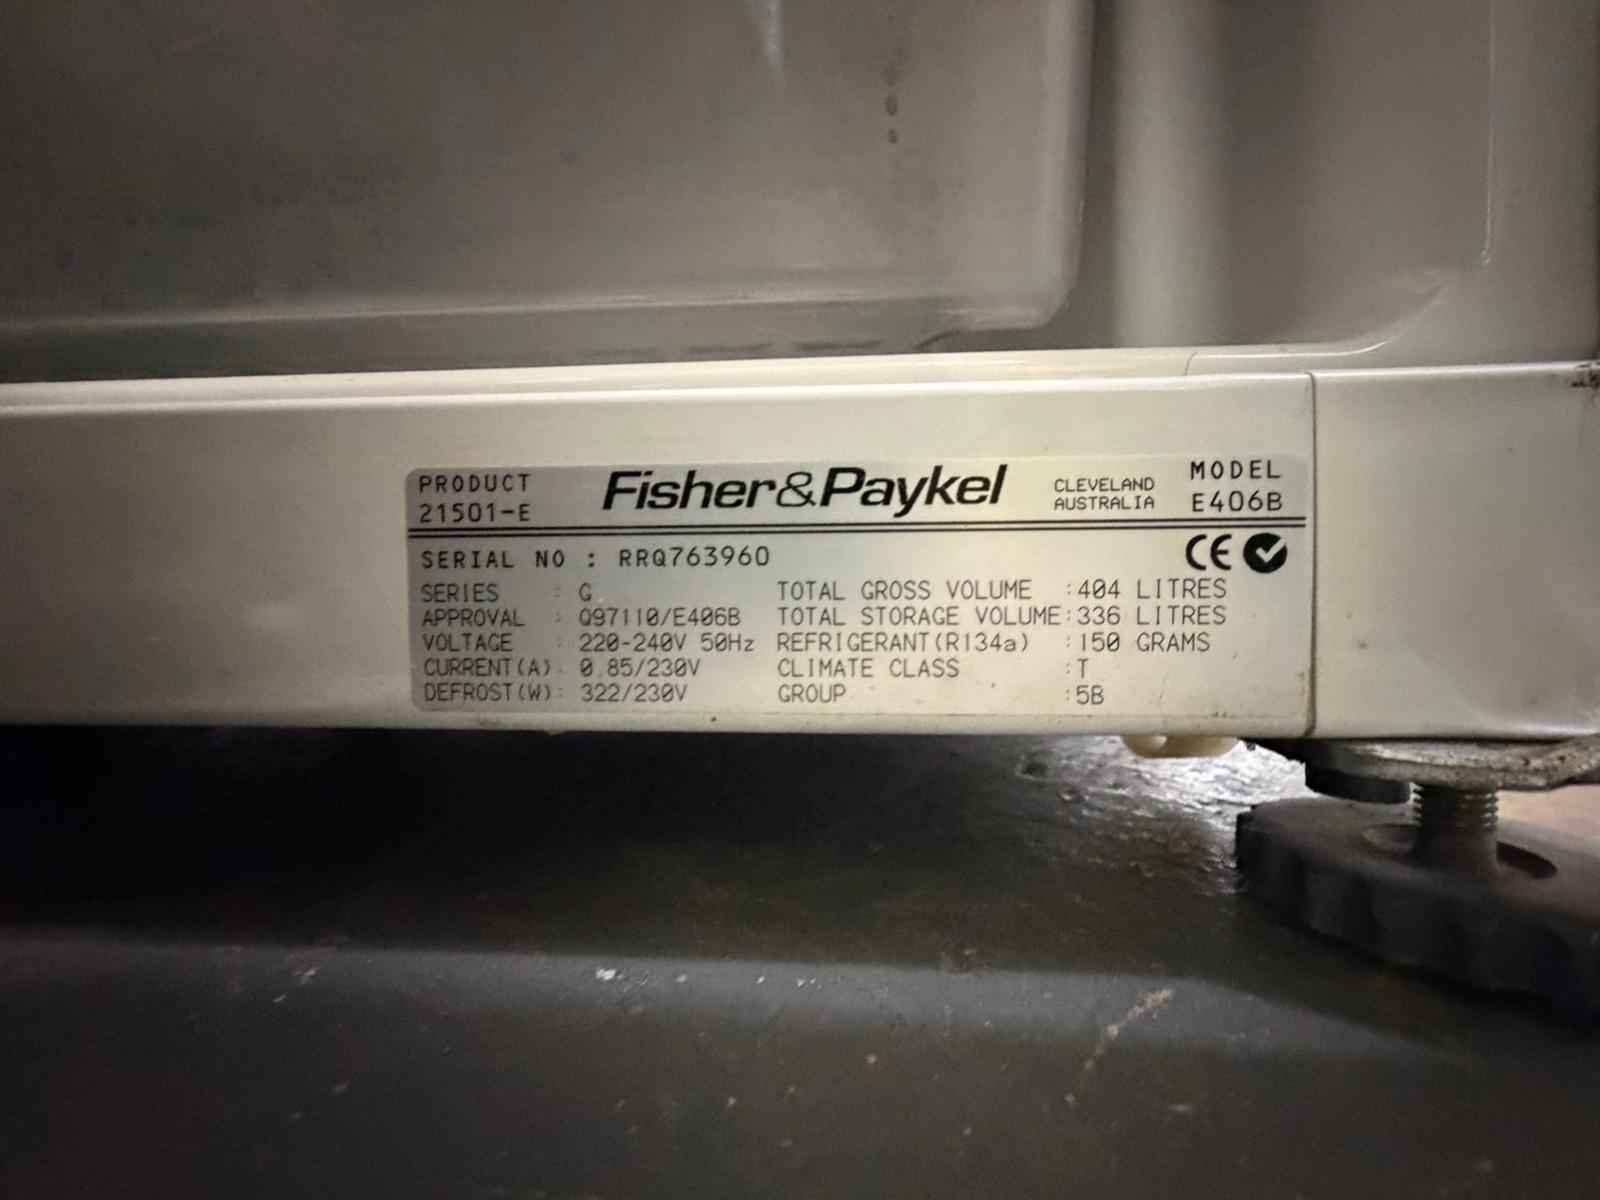 PRODUCT
21501-E
Fisher&Paykel
CLEVELAND
AUSTRALIA
MODEL
E406B
SERIAL NO : RRQ763960
CE
SERIES : G TOTAL GROSS VOLUME :404 LITRES
APPROVAL : Q97110/E406B TOTAL STORAGE VOLUME:336 LITRES
VOLTAGE : 220-240V 50Hz REFRIGERANT(R134a) :150 GRAMS
CURRENT(A): 0.85/230V CLIMATE CLASS :T
DEFROST(W): 322/230V GROUP :5B